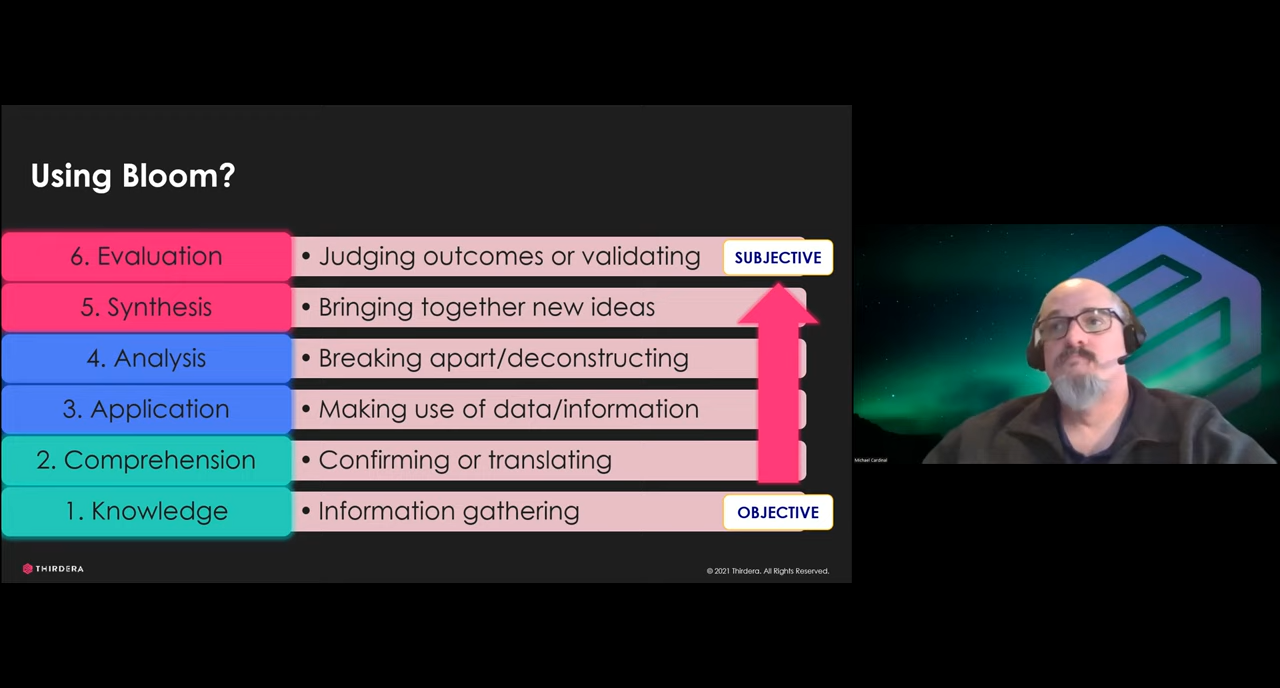 Using Bloom?
6. Evaluation
• Judging outcomes or validating
SUBJECTIVE
5. Synthesis
• Bringing together new ideas
4. Analysis
• Breaking apart/deconstructing
3. Application
• Making use of data/information
2. Comprehension
• Confirming or translating
1. Knowledge
• Information gathering
OBJECTIVE
THIRDERA
© 2021 Thirdera. All Rights Reserved.
Michael Cardinal